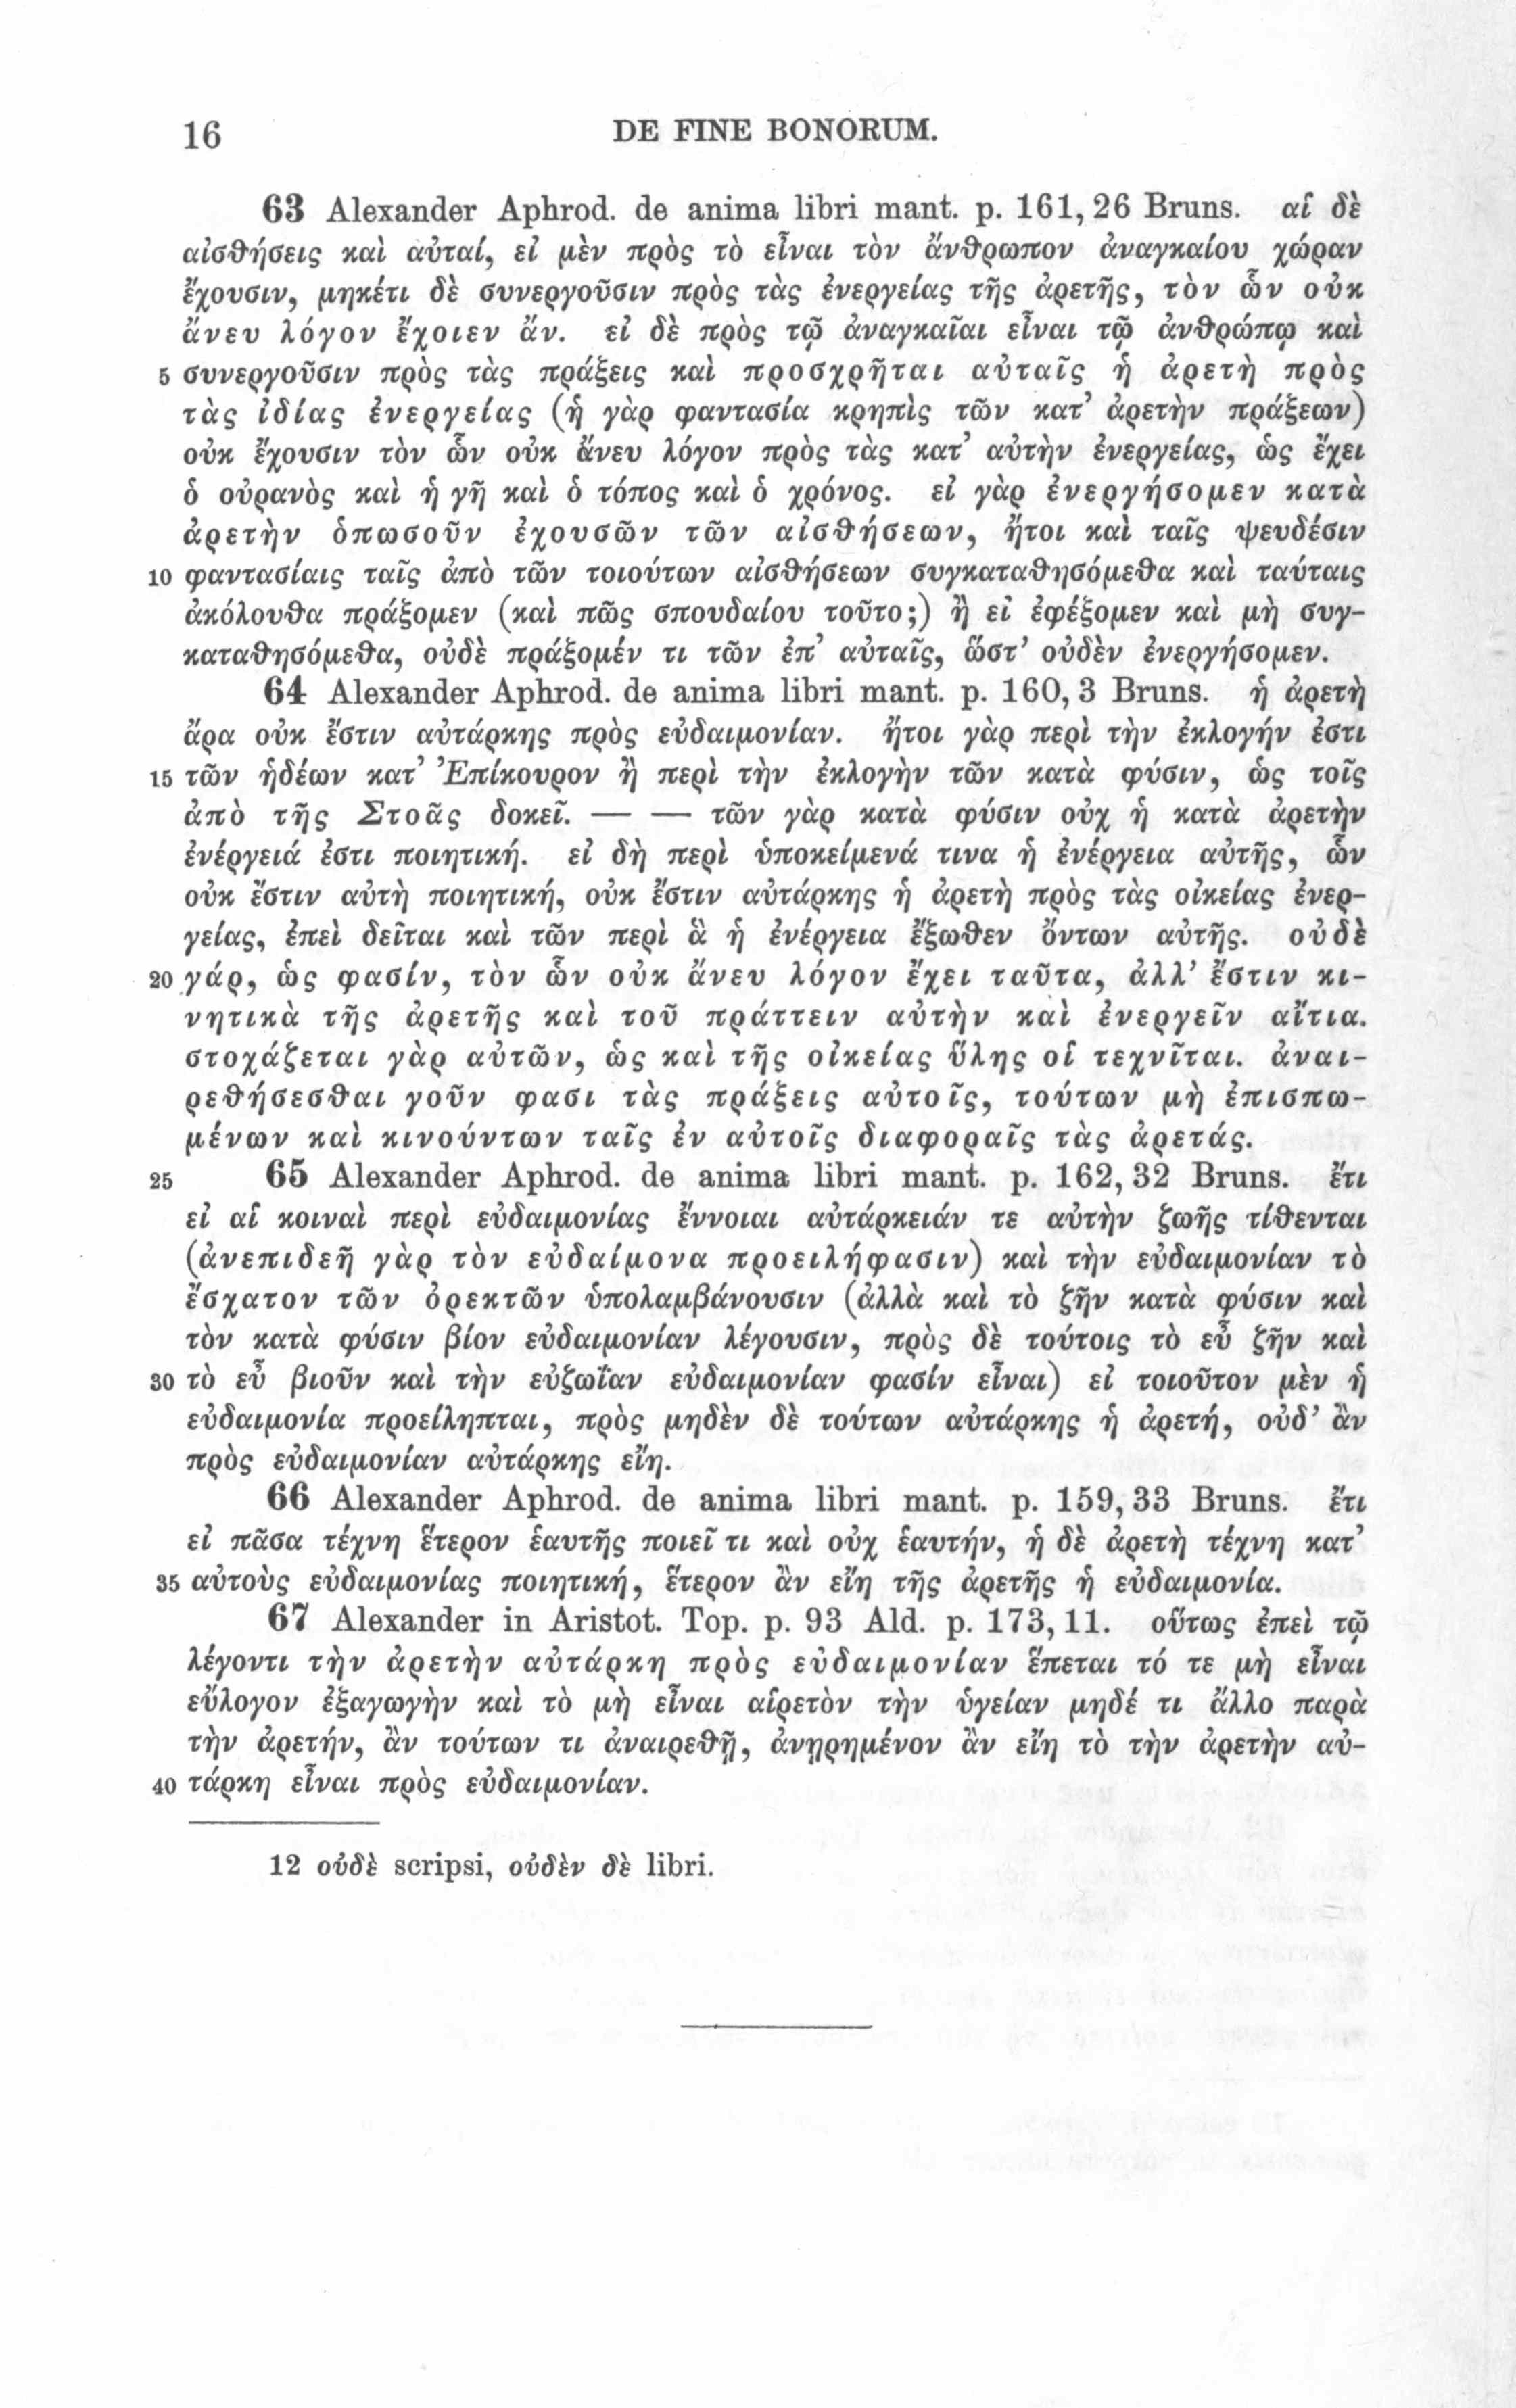 16 DE FINE BONORUM.
63 Alexander Aphrod. de anima libri mant. p. 161, 26 Bruns. αἱ δὲ
αἰσθήσεις καὶ αὐταί, εἰ μὲν πρὸς τὸ εἶναι τὸν ἄνθρωπον ἀναγκαίου χώραν
ἔχουσιν, μηκέτι δὲ συνεργοῦσιν πρὸς τὰς ἐνεργείας τῆς ἀρετῆς, τὸν ὧν οὐκ
ἄνευ λόγον ἔχοιεν ἄν. εἰ δὲ πρὸς τῷ ἀναγκαῖαι εἶναι τῷ ἀνθρώπῳ καὶ
5 συνεργοῦσιν πρὸς τὰς πράξεις καὶ προσχρῆται αὐταῖς ἡ ἀρετὴ πρὸς
τὰς ἰδίας ἐνεργείας (ἡ γὰρ φαντασία κρηπὶς τῶν κατ’ ἀρετὴν πράξεων)
οὐκ ἔχουσιν τὸν ὧν οὐκ ἄνευ λόγον πρὸς τὰς κατ’ αὐτὴν ἐνεργείας, ὡς ἔχει
ὁ οὐρανὸς καὶ ἡ γῆ καὶ ὁ τόπος καὶ ὁ χρόνος. εἰ γὰρ ἐνεργήσομεν κατὰ
ἀρετὴν ὁπωσοῦν ἐχουσῶν τῶν αἰσθήσεων, ἤτοι καὶ ταῖς ψευδέσιν
10 φαντασίαις ταῖς ἀπὸ τῶν τοιούτων αἰσθήσεων συγκαταθησόμεθα καὶ ταύταις
ἀκόλουθα πράξομεν (καὶ πῶς σπουδαίου τοῦτο;) ἢ εἰ ἐφέξομεν καὶ μὴ συγ-
καταθησόμεθα, οὐδὲ πράξομέν τι τῶν ἐπ’ αὐταῖς, ὥστ’ οὐδὲν ἐνεργήσομεν.
64 Alexander Aphrod. de anima libri mant. p. 160, 3 Bruns. ἡ ἀρετὴ
ἄρα οὐκ ἔστιν αὐτάρκης πρὸς εὐδαιμονίαν. ἤτοι γὰρ περὶ τὴν ἐκλογήν ἐστι
15 τῶν ἡδέων κατ’ Ἐπίκουρον ἢ περὶ τὴν ἐκλογὴν τῶν κατὰ φύσιν, ὡς τοῖς
ἀπὸ τῆς Στοᾶς δοκεῖ. — — τῶν γὰρ κατὰ φύσιν οὐχ ἡ κατὰ ἀρετὴν
ἐνέργειά ἐστι ποιητική. εἰ δὴ περὶ ὑποκείμενά τινα ἡ ἐνέργεια αὐτῆς, ὧν
οὐκ ἔστιν αὐτὴ ποιητική, οὐκ ἔστιν αὐτάρκης ἡ ἀρετὴ πρὸς τὰς οἰκείας ἐνερ-
γείας, ἐπεὶ δεῖται καὶ τῶν περὶ ἃ ἡ ἐνέργεια ἔξωθεν ὄντων αὐτῆς. οὐδὲ
20 γάρ, ὡς φασίν, τὸν ὧν οὐκ ἄνευ λόγον ἔχει ταῦτα, ἀλλ’ ἔστιν κι-
νητικὰ τῆς ἀρετῆς καὶ τοῦ πράττειν αὐτὴν καὶ ἐνεργεῖν αἴτια.
στοχάζεται γὰρ αὐτῶν, ὡς καὶ τῆς οἰκείας ὕλης οἱ τεχνῖται. ἀναι-
ρεθήσεσθαι γοῦν φασι τὰς πράξεις αὐτοῖς, τούτων μὴ ἐπισπω-
μένων καὶ κινούντων ταῖς ἐν αὐτοῖς διαφοραῖς τὰς ἀρετάς.
25 65 Alexander Aphrod. de anima libri mant. p. 162, 32 Bruns. ἔτι
εἰ αἱ κοιναὶ περὶ εὐδαιμονίας ἔννοιαι αὐτάρκειάν τε αὐτὴν ζωῆς τίθενται
(ἀνεπιδεῆ γὰρ τὸν εὐδαίμονα προειλήφασιν) καὶ τὴν εὐδαιμονίαν τὸ
ἔσχατον τῶν ὀρεκτῶν ὑπολαμβάνουσιν (ἀλλὰ καὶ τὸ ζῆν κατὰ φύσιν καὶ
τὸν κατὰ φύσιν βίον εὐδαιμονίαν λέγουσιν, πρὸς δὲ τούτοις τὸ εὖ ζῆν καὶ
30 τὸ εὖ βιοῦν καὶ τὴν εὐζωΐαν εὐδαιμονίαν φασίν εἶναι) εἰ τοιοῦτον μὲν ἡ
εὐδαιμονία προείληπται, πρὸς μηδὲν δὲ τούτων αὐτάρκης ἡ ἀρετή, οὐδ’ ἂν
πρὸς εὐδαιμονίαν αὐτάρκης εἴη.
66 Alexander Aphrod. de anima libri mant. p. 159, 33 Bruns. ἔτι
εἰ πᾶσα τέχνη ἕτερον ἑαυτῆς ποιεῖ τι καὶ οὐχ ἑαυτήν, ἡ δὲ ἀρετὴ τέχνη κατ’
35 αὐτοὺς εὐδαιμονίας ποιητική, ἕτερον ἂν εἴη τῆς ἀρετῆς ἡ εὐδαιμονία.
67 Alexander in Aristot. Top. p. 93 Ald. p. 173, 11. οὕτως ἐπεὶ τῷ
λέγοντι τὴν ἀρετὴν αὐτάρκη πρὸς εὐδαιμονίαν ἕπεται τό τε μὴ εἶναι
εὔλογον ἐξαγωγὴν καὶ τὸ μὴ εἶναι αἱρετὸν τὴν ὑγείαν μηδέ τι ἄλλο παρὰ
τὴν ἀρετήν, ἂν τούτων τι ἀναιρεθῇ, ἀνῃρημένον ἂν εἴη τὸ τὴν ἀρετὴν αὐ-
40 τάρκη εἶναι πρὸς εὐδαιμονίαν.
12 οὐδὲ scripsi, οὐδὲν δὲ libri.